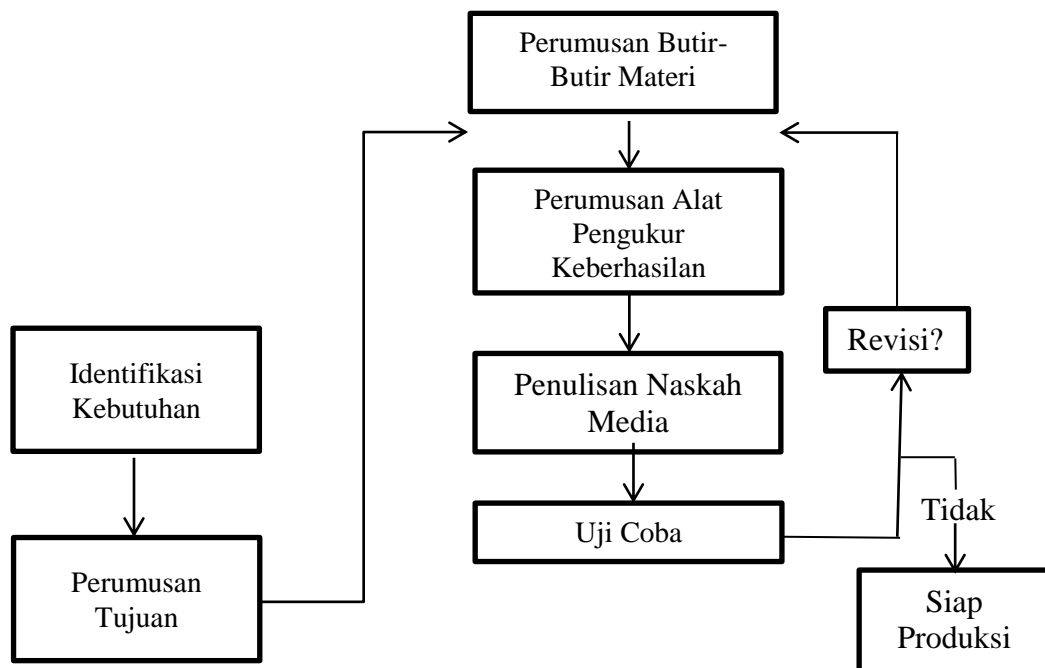 Perumusan Butir-
Butir Materi
Perumusan Alat
Pengukur
Keberhasilan
Revisi?
Identifikasi
Kebutuhan
Penulisan Naskah
Media
Tidak
Uji Coba
Perumusan
Tujuan
Siap
Produksi